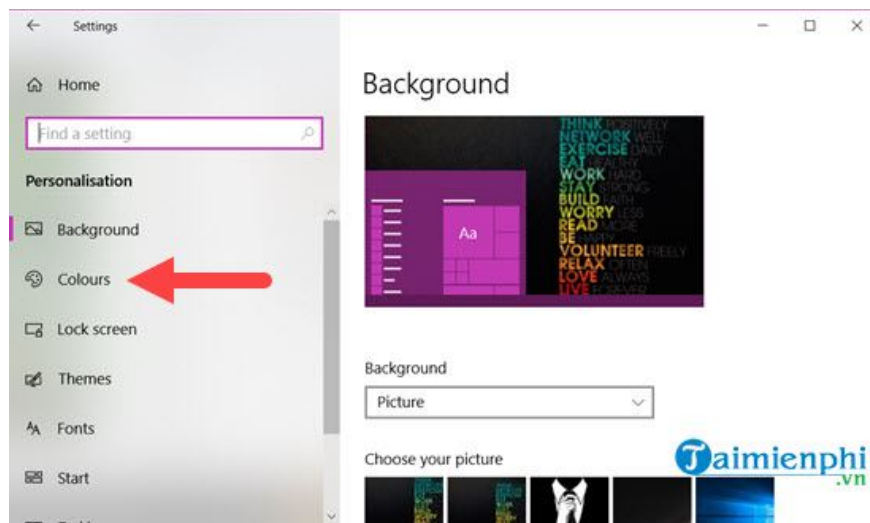 Settings
Home
Find a setting
Personalisation
Background
Colours
Lock screen
Themes
Fonts
Start
Background
THINK POSITIVELY
NETWORK WELL
EXERCISE DAILY
EAT HEALTHY
WORK HARD
STAY STRONG
BUILD FAITH
WORRY LESS
READ MORE
BE HAPPY
VOLUNTEER FREELY
RELAX OFTEN
LOVE ALWAYS
LIVE FOREVER
Aa
Background
Picture
Choose your picture
Taimienphi
.vn